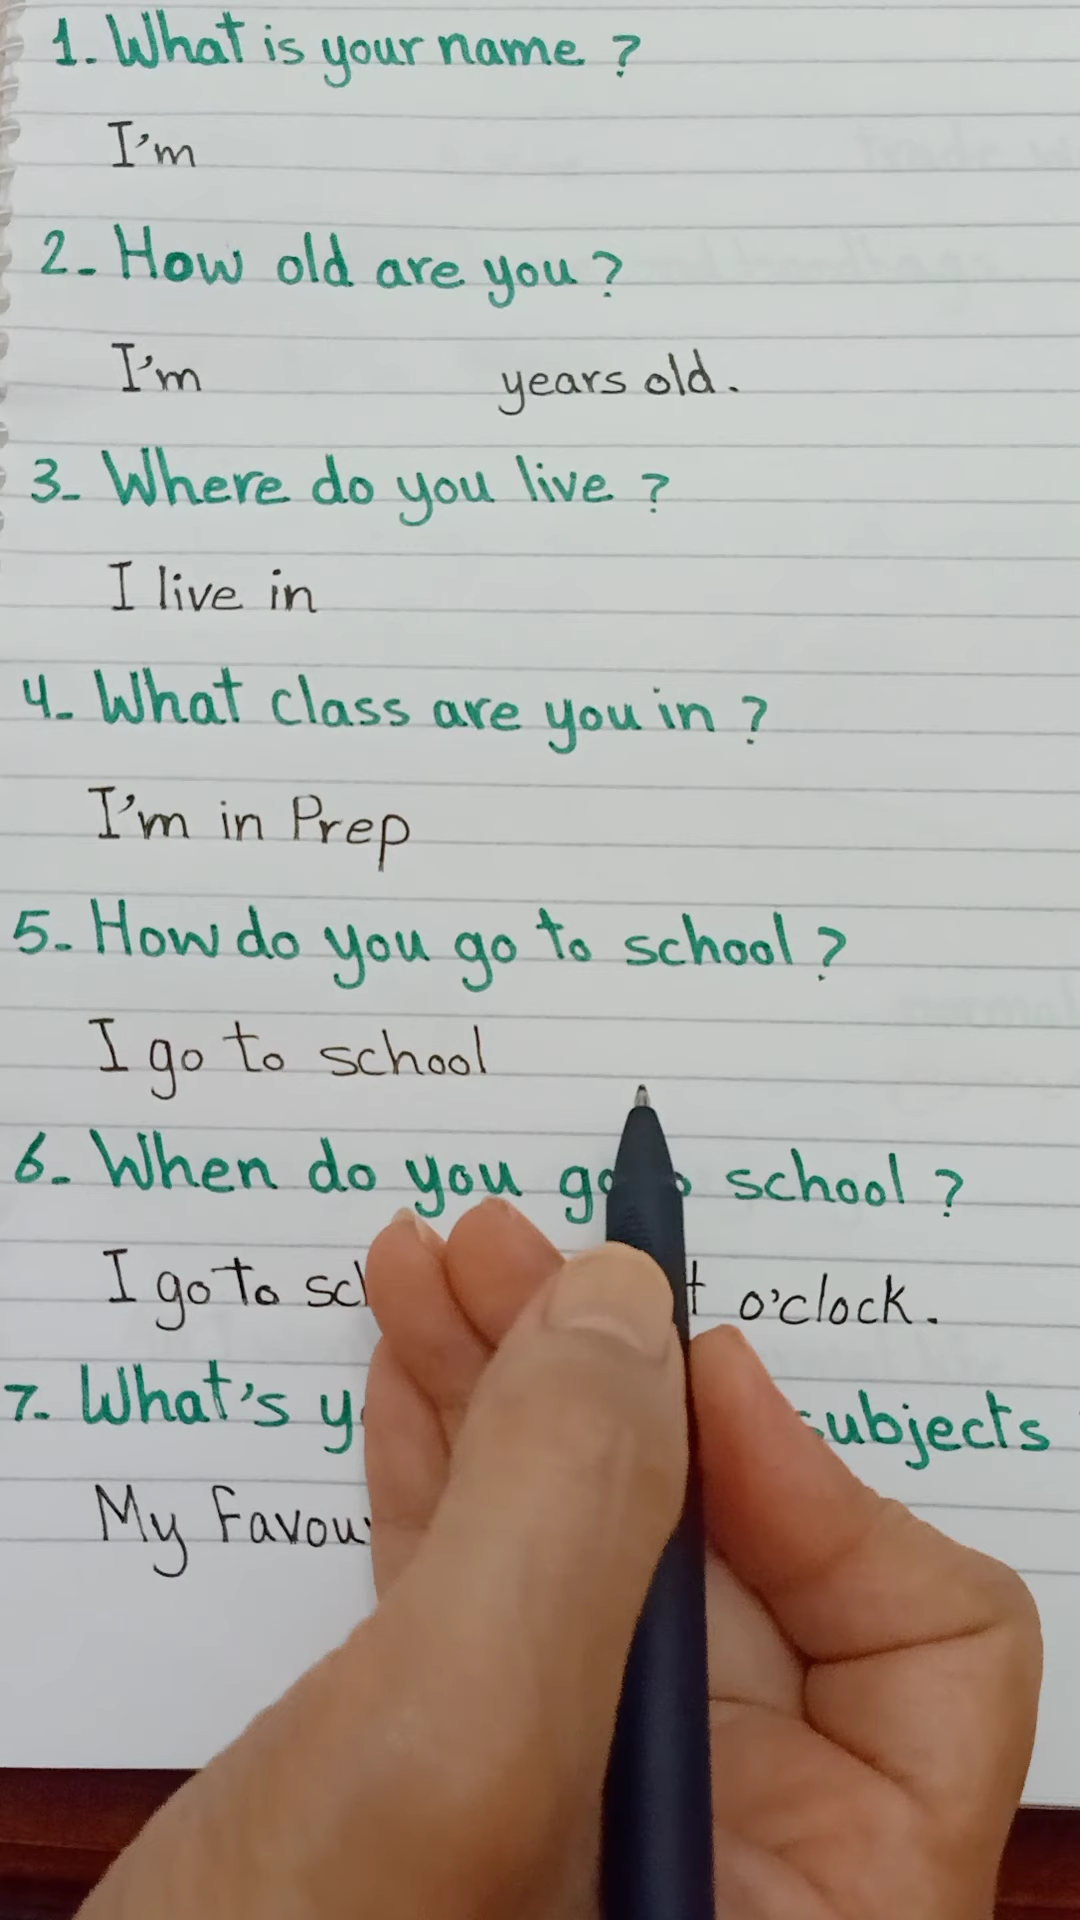 1. What is your name ?
I'm
2- How old are you ?
I'm years old.
3- Where do you live ?
I live in
4- What class are you in ?
I'm in Prep
5- How do you go to school ?
I go to school
6- When do you school ?
I go to o'clock.
7- What's subjects
My